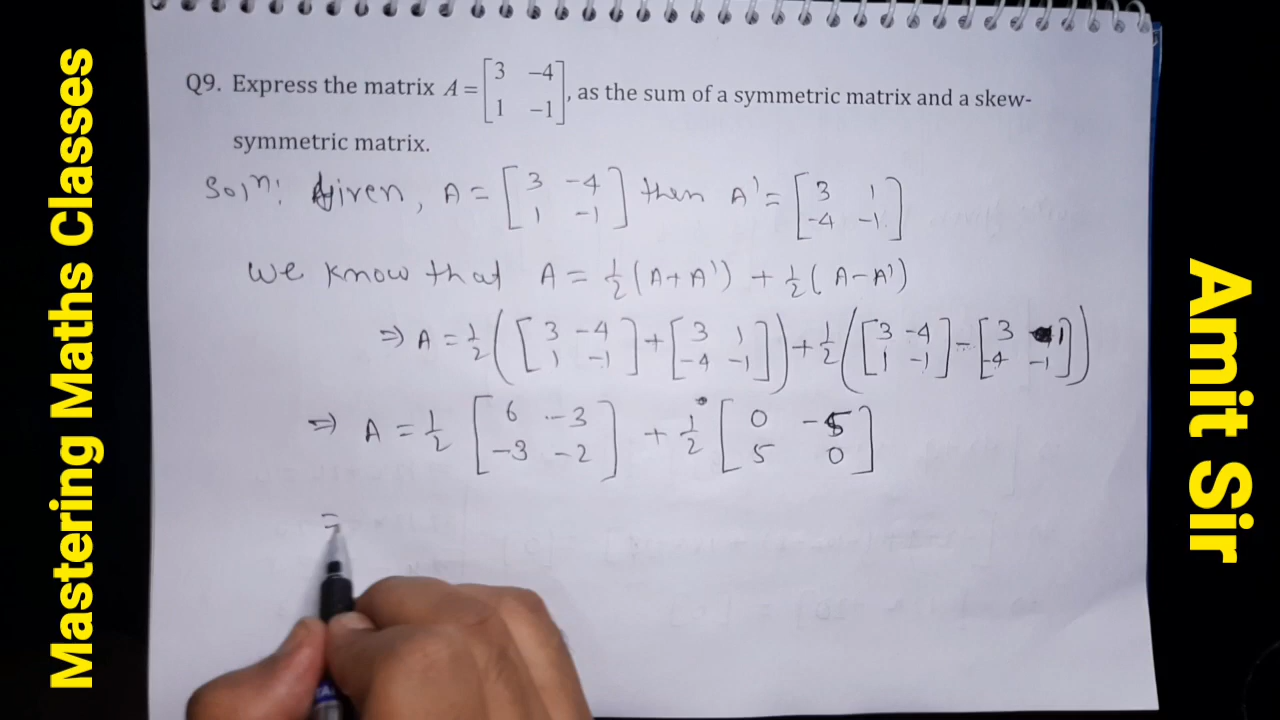 Mastering Maths Classes
Q9. Express the matrix A = [3 −4; 1 −1], as the sum of a symmetric matrix and a skew-
symmetric matrix.
Solⁿ: Given, A = [3 −4; 1 −1] then A' = [3 1; −4 −1]
We know that A = 1/2 (A+A') + 1/2 (A−A')
⇒ A = 1/2 ([3 −4; 1 −1] + [3 1; −4 −1]) + 1/2 ([3 −4; 1 −1] − [3 1; −4 −1])
⇒ A = 1/2 [6 −3; −3 −2] + 1/2 [0 −5; 5 0]
=
Amit Sir